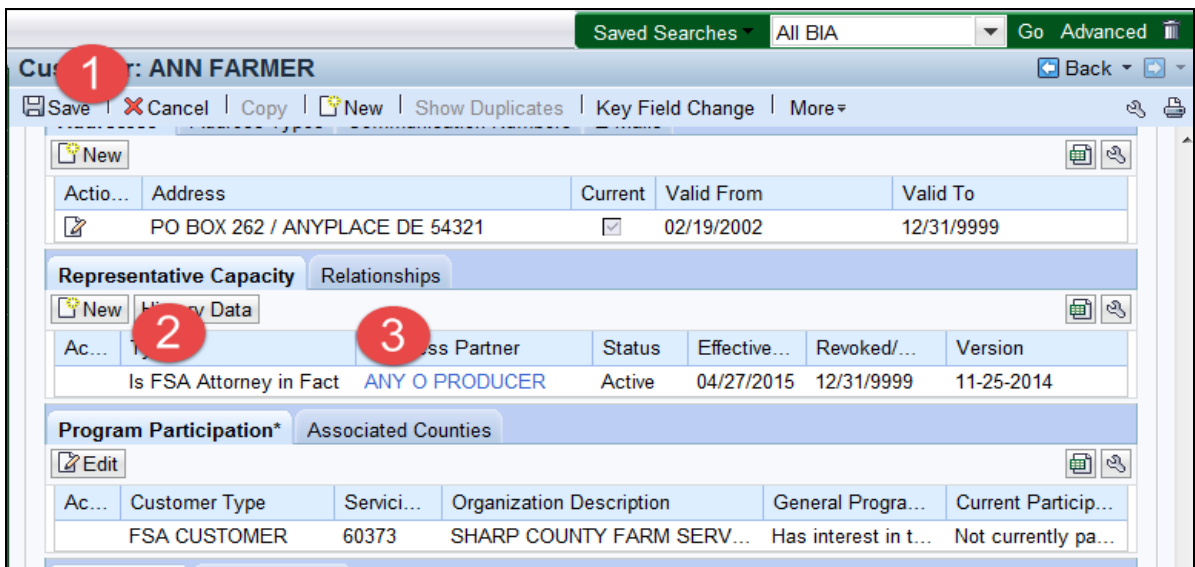 Saved Searches All BIA Go Advanced
1
ANN FARMER Back
Save Cancel Copy New Show Duplicates Key Field Change More
New
Actio... Address Current Valid From Valid To
PO BOX 262 / ANYPLACE DE 54321 02/19/2002 12/31/9999
Representative Capacity Relationships
New Data
2 3
Ac... Partner Status Effective... Revoked/... Version
Is FSA Attorney in Fact ANY O PRODUCER Active 04/27/2015 12/31/9999 11-25-2014
Program Participation* Associated Counties
Edit
Ac... Customer Type Servici... Organization Description General Progra... Current Particip...
FSA CUSTOMER 60373 SHARP COUNTY FARM SERV... Has interest in t... Not currently pa...